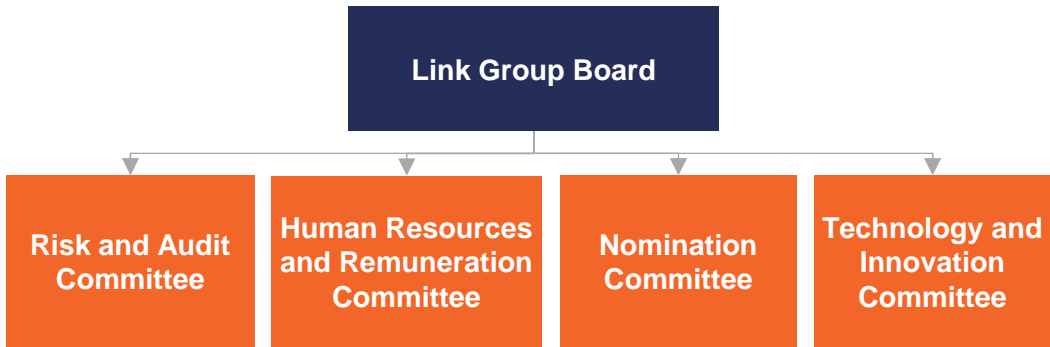 Link Group Board
Risk and Audit
Committee
Human Resources
and Remuneration
Committee
Nomination
Committee
Technology and
Innovation
Committee